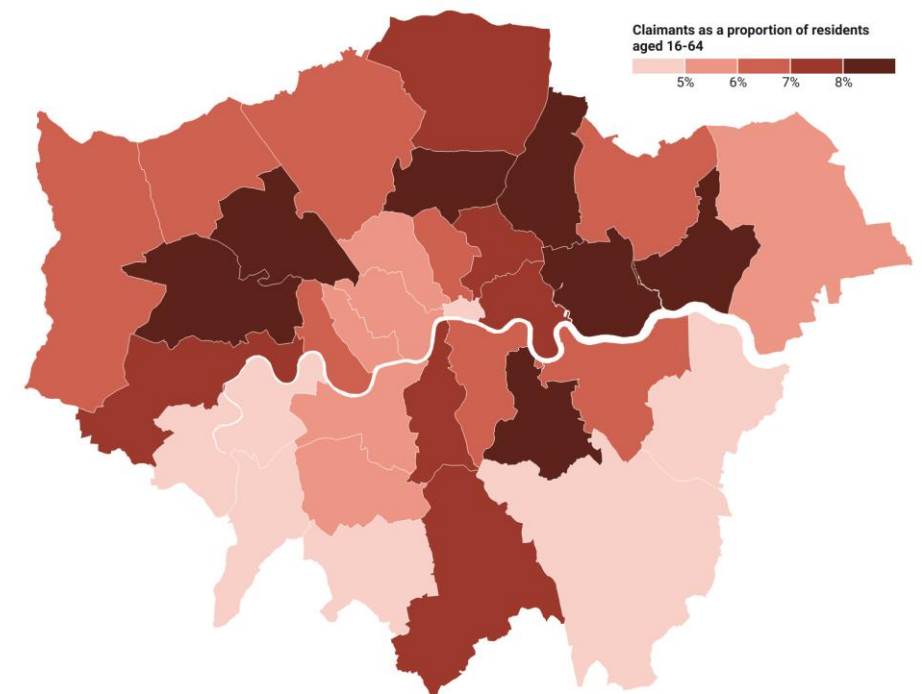 Claimants as a proportion of residents
aged 16-64
5% 6% 7% 8%